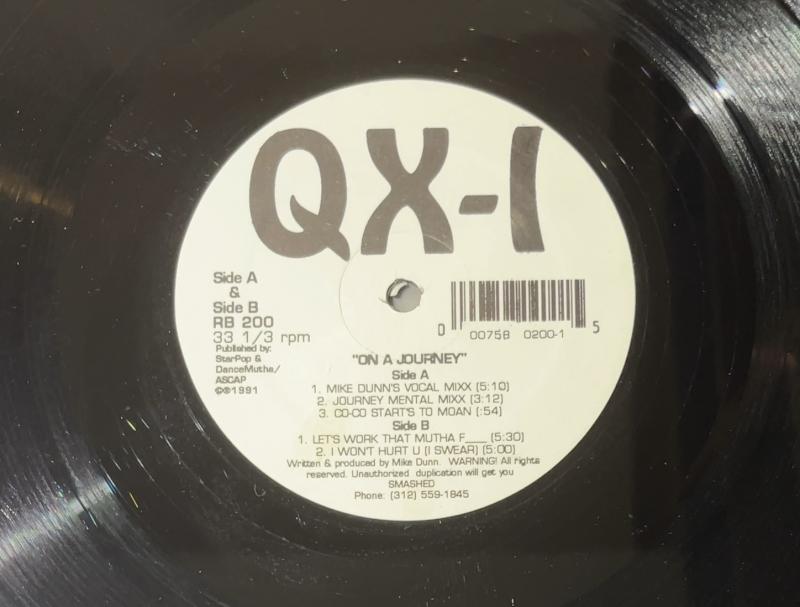 QX-1
Side A
&
Side B
RB 200
33 1/3 rpm
Published by:
StarPop &
DanceMutha/
ASCAP
©℗1991
0 00758 0200-1 5
"ON A JOURNEY"
Side A
1. MIKE DUNN'S VOCAL MIXX (5:10)
2. JOURNEY MENTAL MIXX (3:12)
3. CO-CO START'S TO MOAN (:54)
Side B
1. LET'S WORK THAT MUTHA F___ (5:30)
2. I WON'T HURT U (I SWEAR) (5:00)
Written & produced by Mike Dunn. WARNING! All rights
reserved. Unauthorized duplication will get you
SMASHED
Phone: (312) 559-1845